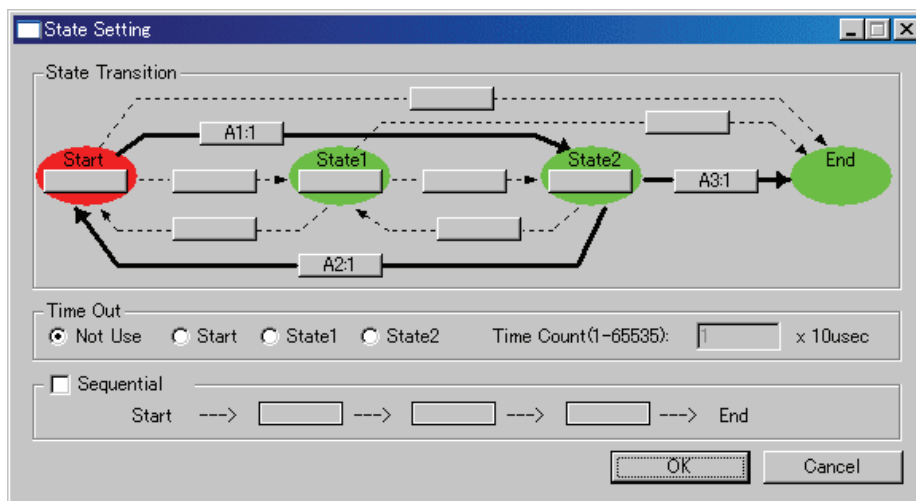 State Setting
State Transition
A1:1
Start
State1
State2
End
A3:1
A2:1
Time Out
Not Use Start State1 State2 Time Count(1-65535): 1 x 10usec
Sequential
Start ---> ---> ---> ---> End
OK Cancel